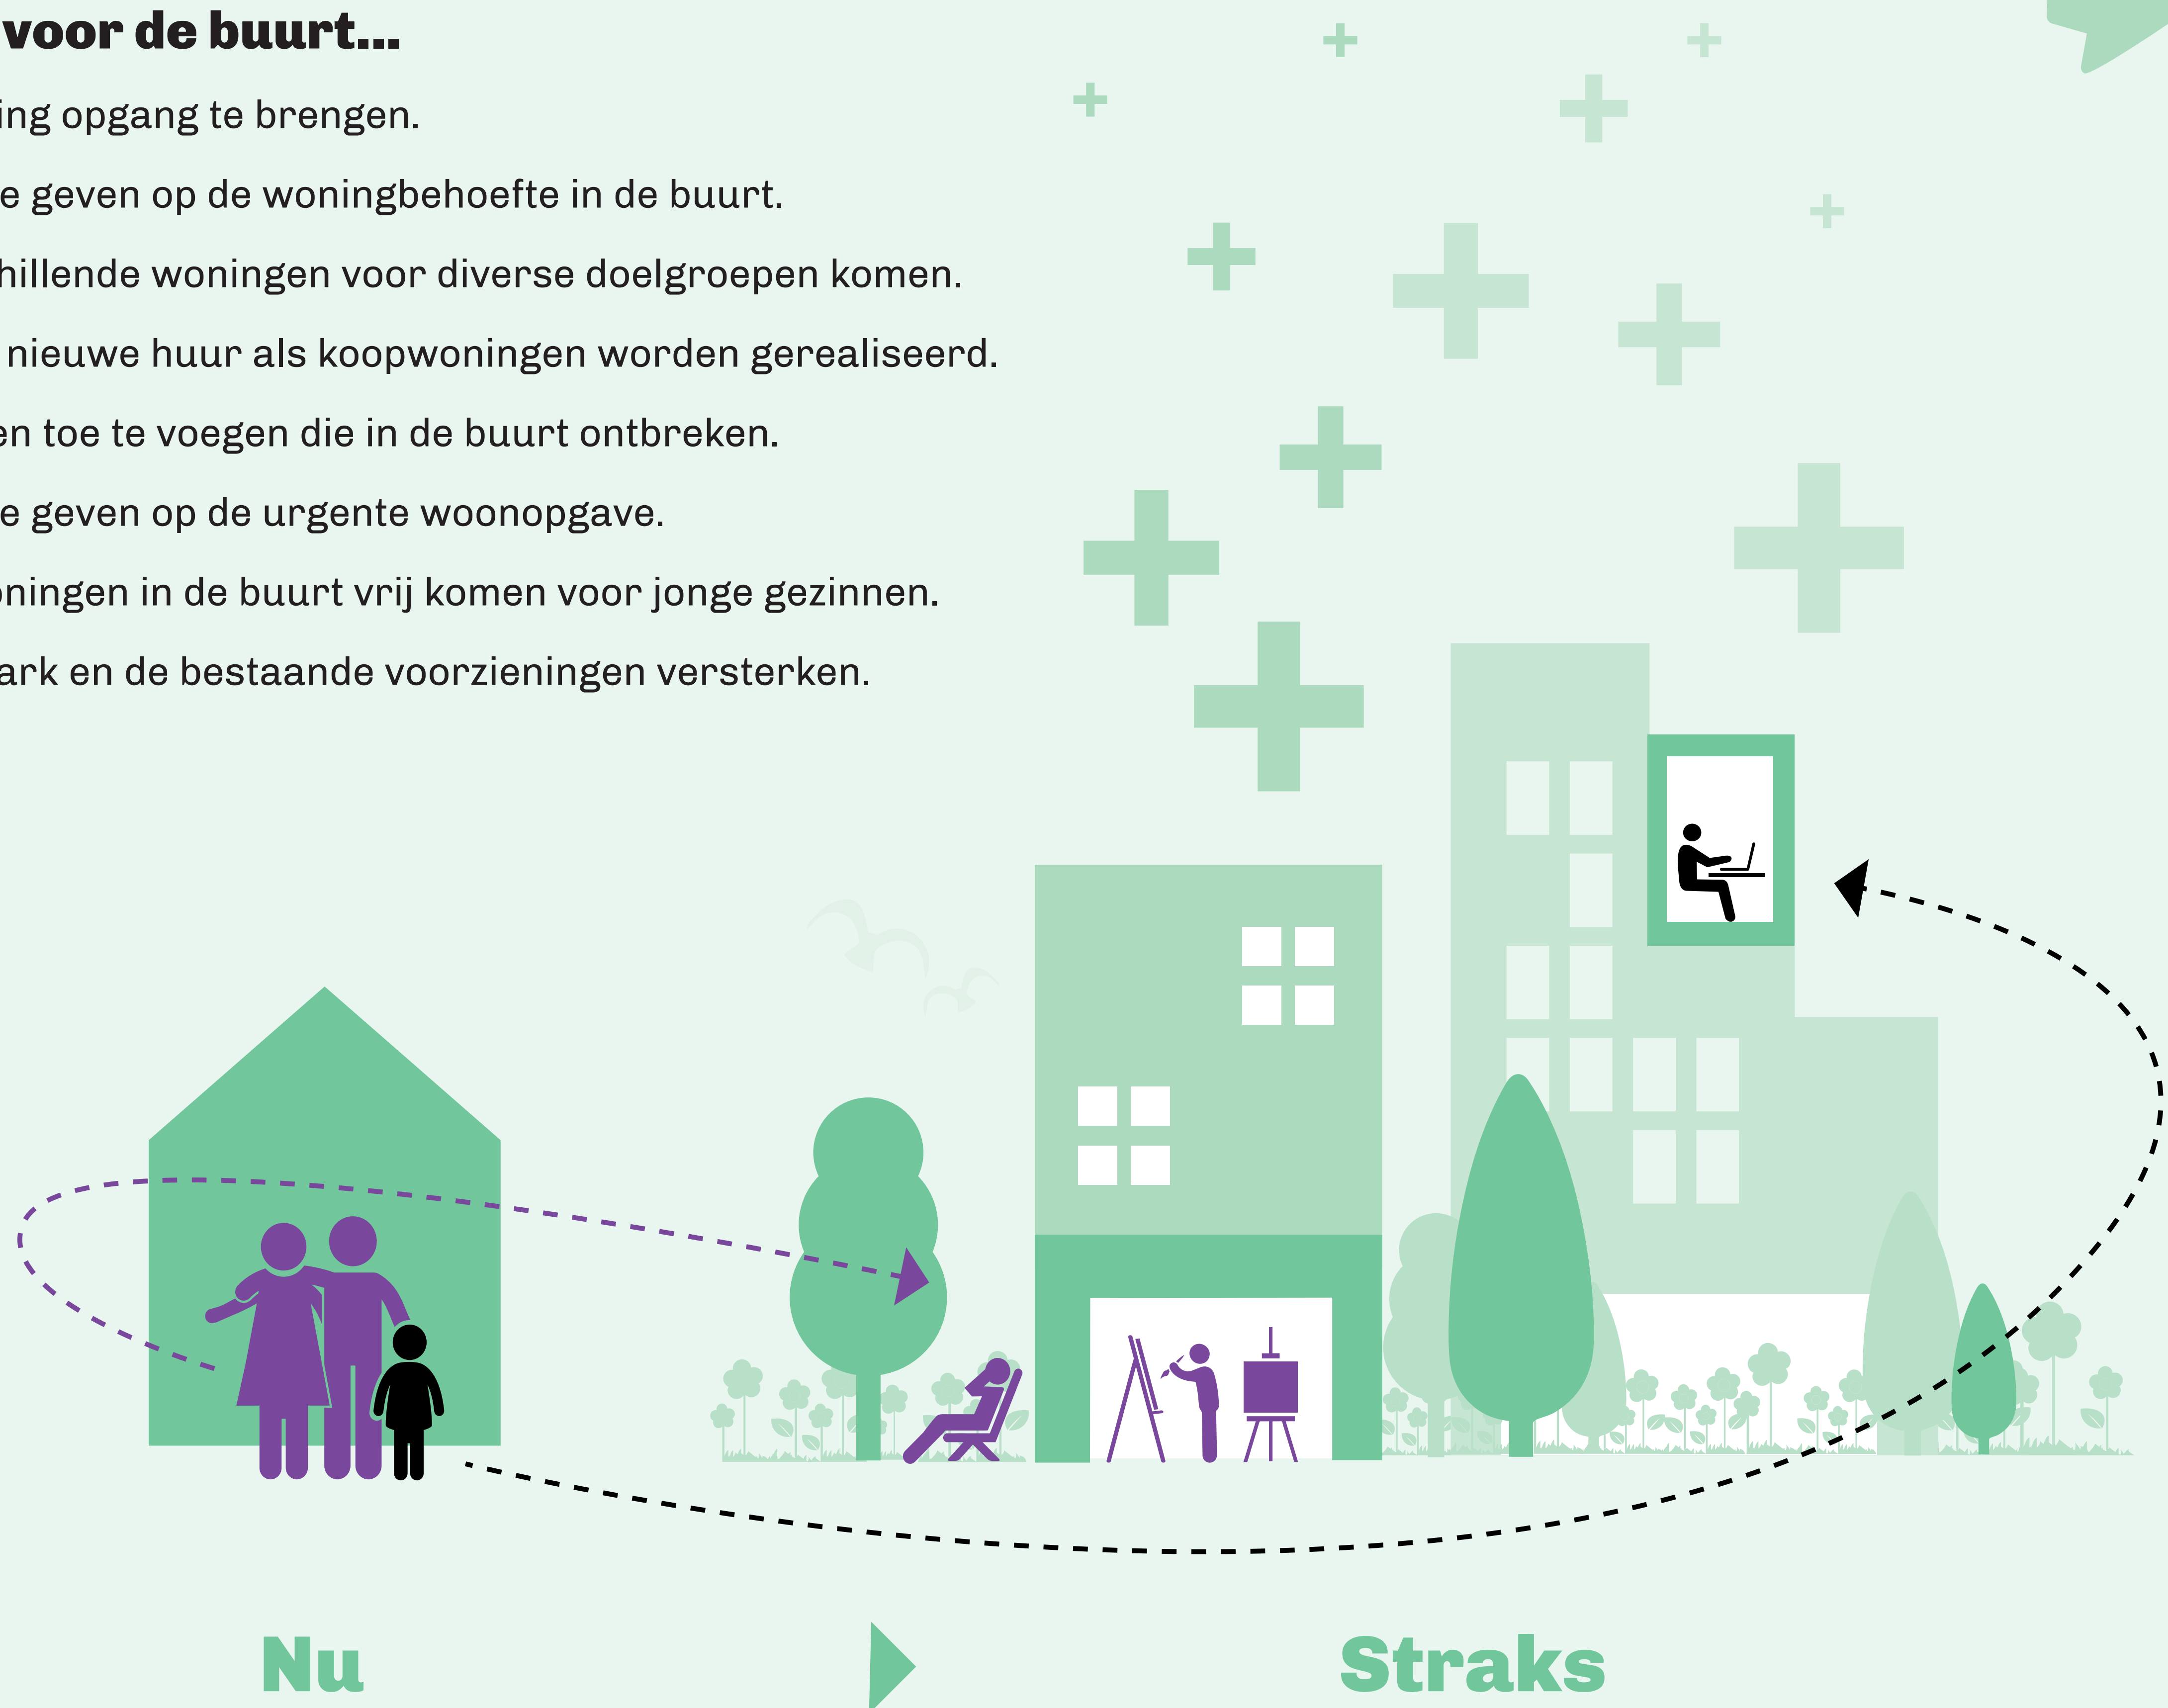 voor de buurt...
ing opgang te brengen.
e geven op de woningbehoefte in de buurt.
hillende woningen voor diverse doelgroepen komen.
nieuwe huur als koopwoningen worden gerealiseerd.
en toe te voegen die in de buurt ontbreken.
e geven op de urgente woonopgave.
oningen in de buurt vrij komen voor jonge gezinnen.
ark en de bestaande voorzieningen versterken.
Nu
Straks